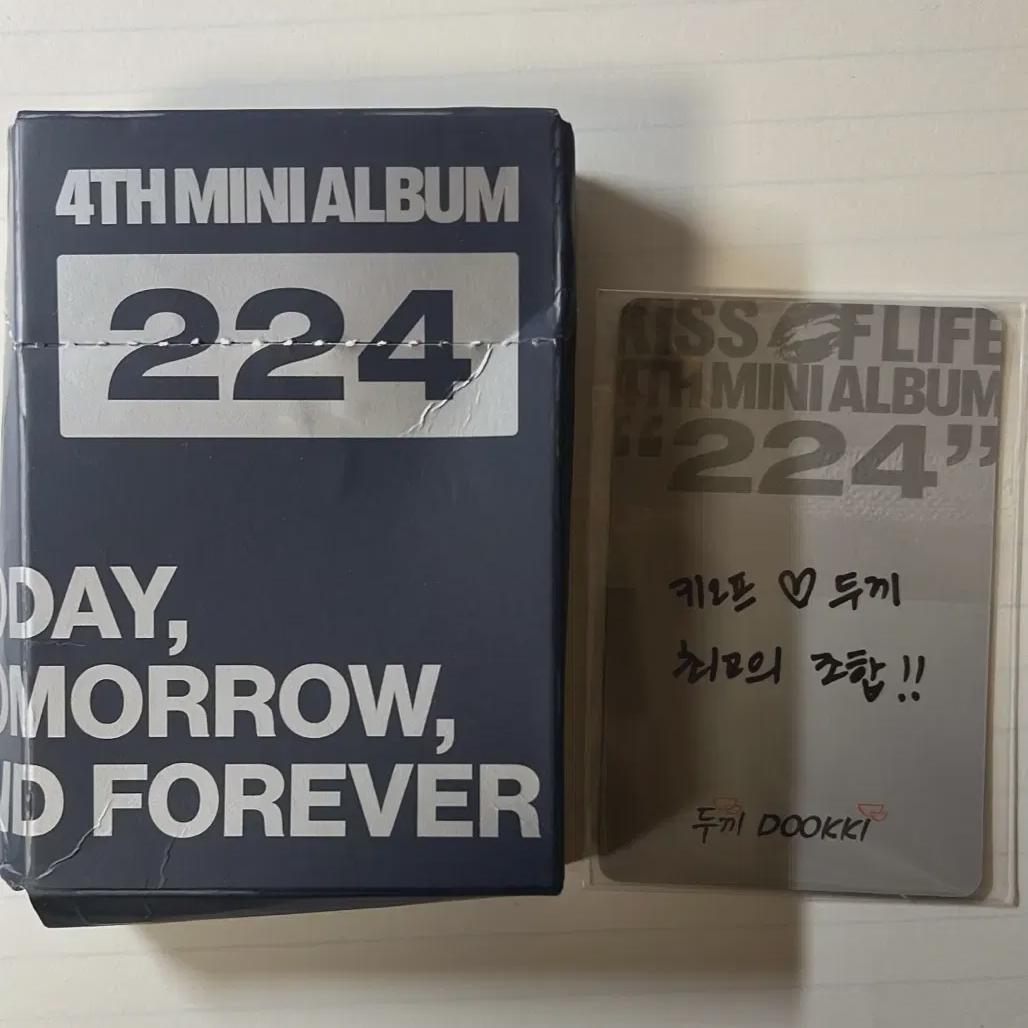 4TH MINI ALBUM
224
ODAY,
OMORROW,
ND FOREVER
KISS OF LIFE
4TH MINI ALBUM
“224”
키오프 ♡ 두끼
최고의 조합!!
두끼 DOOKKI